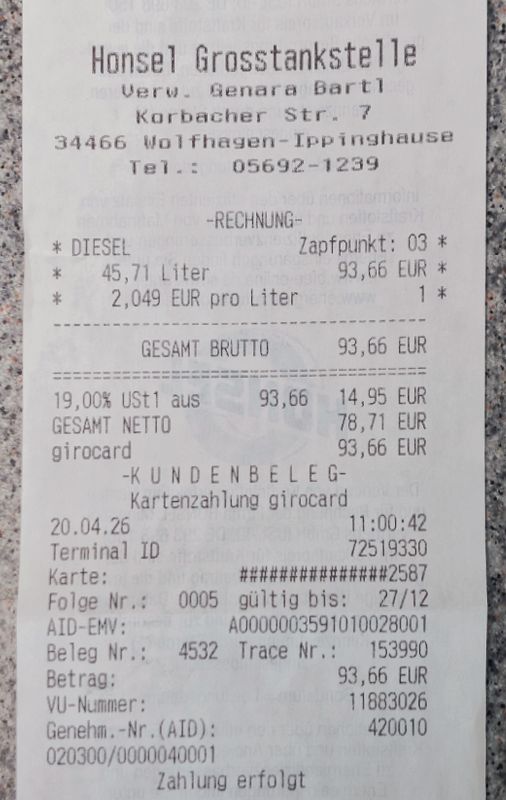 Honsel Grosstankstelle
Verw. Genara Bartl
Korbacher Str. 7
34466 Wolfhagen-Ippinghause
Tel.: 05692-1239
-RECHNUNG-
* DIESEL Zapfpunkt: 03 *
* 45,71 Liter 93,66 EUR *
* 2,049 EUR pro Liter 1 *
GESAMT BRUTTO 93,66 EUR
19,00% USt1 aus 93,66 14,95 EUR
GESAMT NETTO 78,71 EUR
girocard 93,66 EUR
-K U N D E N B E L E G-
Kartenzahlung girocard
20.04.26 11:00:42
Terminal ID 72519330
Karte: ###############2587
Folge Nr.: 0005 gültig bis: 27/12
AID-EMV: A0000003591010028001
Beleg Nr.: 4532 Trace Nr.: 153990
Betrag: 93,66 EUR
VU-Nummer: 11883026
Genehm.-Nr.(AID): 420010
020300/0000040001
Zahlung erfolgt